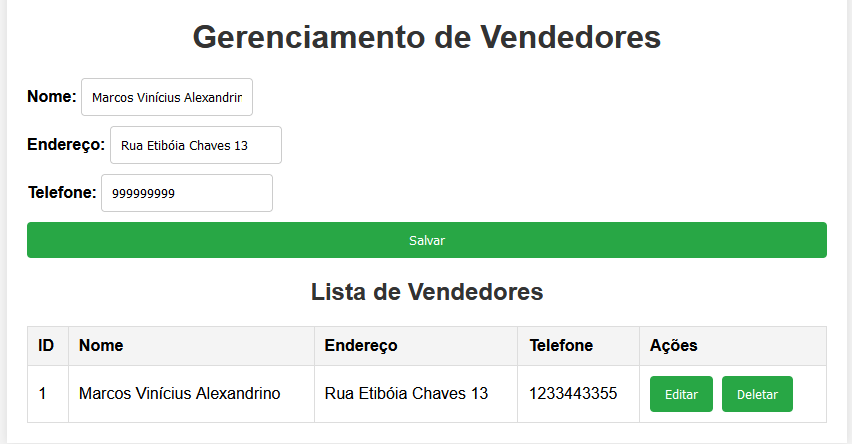 Gerenciamento de Vendedores
Nome: Marcos Vinícius Alexandrin
Endereço: Rua Etibóia Chaves 13
Telefone: 999999999
Salvar
Lista de Vendedores
ID Nome Endereço Telefone Ações
1 Marcos Vinícius Alexandrino Rua Etibóia Chaves 13 1233443355 Editar Deletar